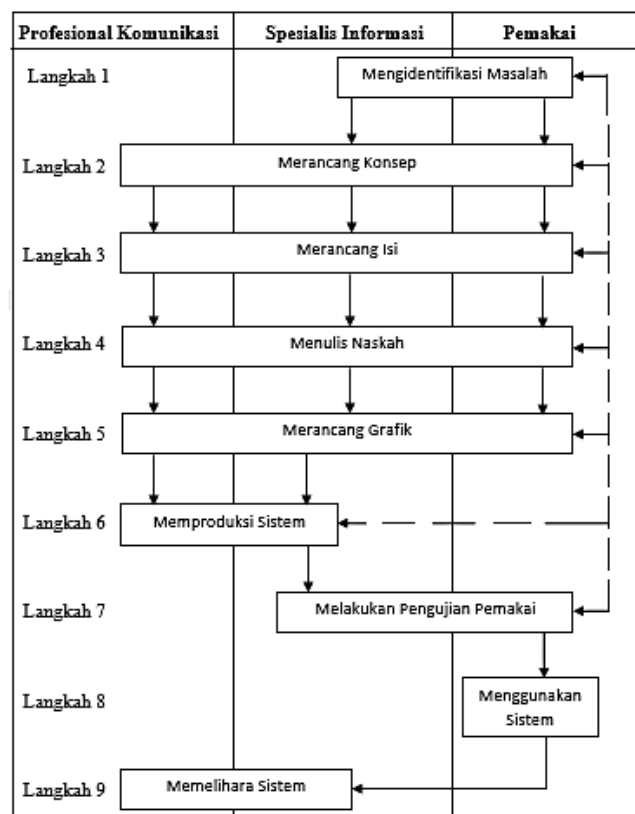 Profesional Komunikasi Spesialis Informasi Pemakai
Langkah 1 Mengidentifikasi Masalah
Langkah 2 Merancang Konsep
Langkah 3 Merancang Isi
Langkah 4 Menulis Naskah
Langkah 5 Merancang Grafik
Langkah 6 Memproduksi Sistem
Langkah 7 Melakukan Pengujian Pemakai
Langkah 8 Menggunakan
Sistem
Langkah 9 Memelihara Sistem